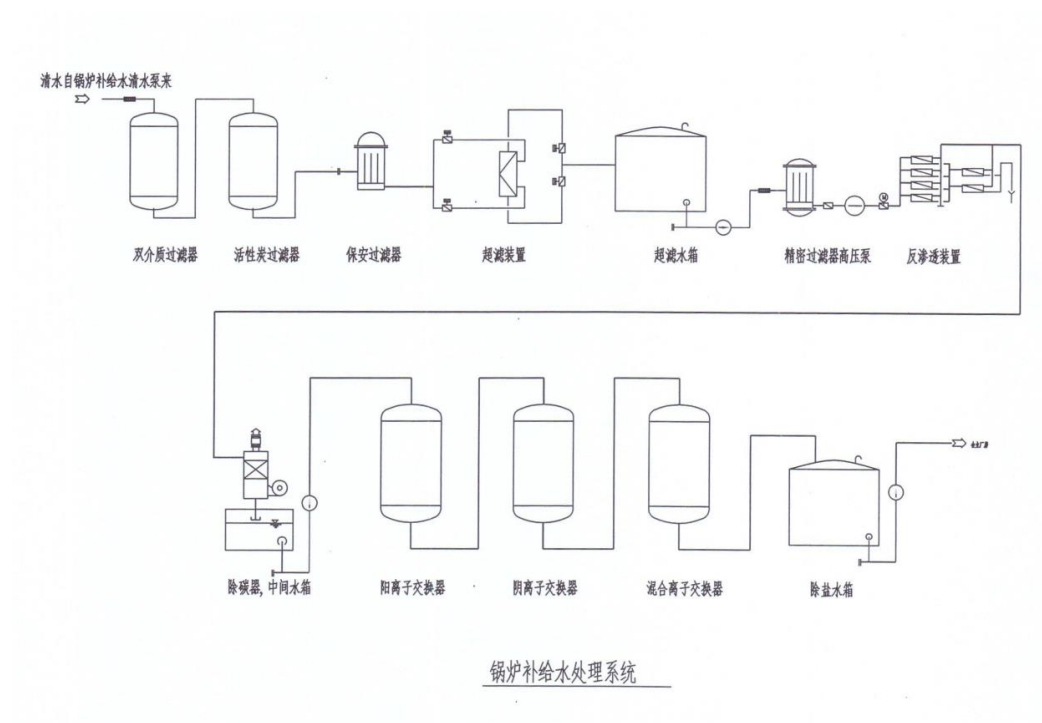 清水自锅炉补给水清水泵来
双介质过滤器
活性炭过滤器
保安过滤器
超滤装置
超滤水箱
精密过滤器高压泵
反渗透装置
除碳器,中间水箱
阳离子交换器
阴离子交换器
混合离子交换器
除盐水箱
锅炉补给水处理系统